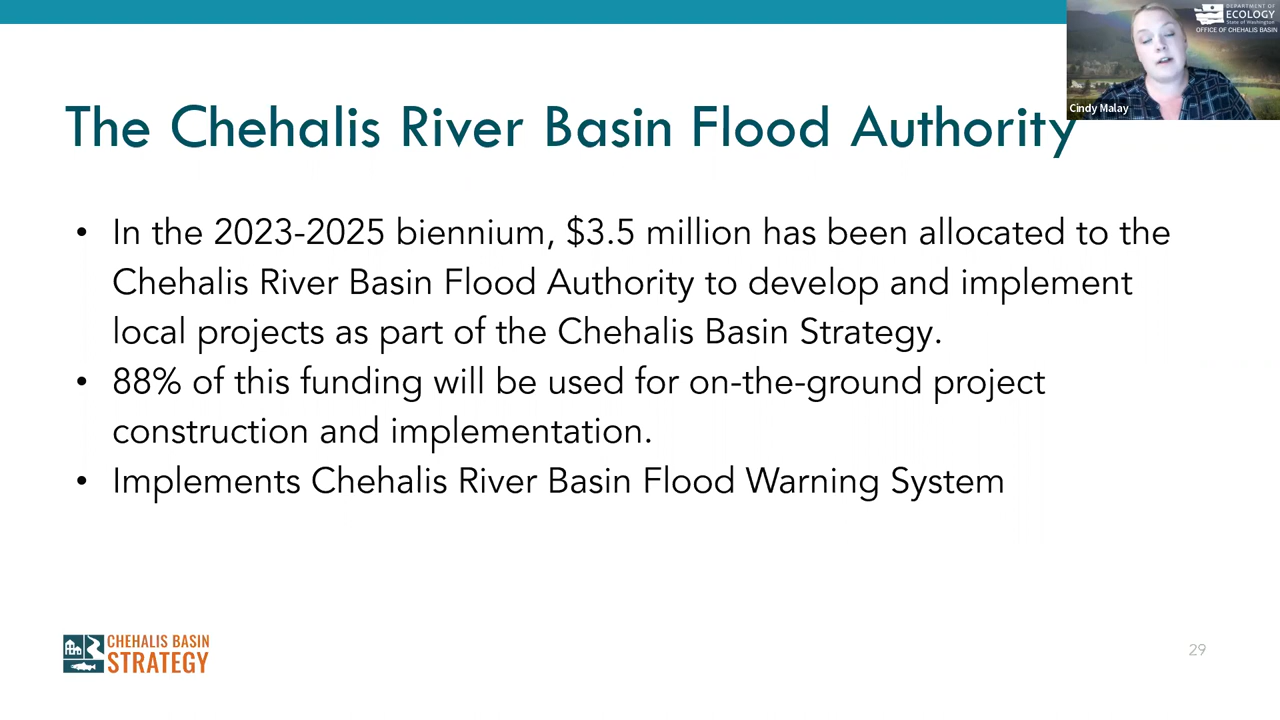 DEPARTMENT OF
ECOLOGY
State of Washington
OFFICE OF CHEHALIS BASIN
Cindy Malay
The Chehalis River Basin Flood Authority
• In the 2023-2025 biennium, $3.5 million has been allocated to the
Chehalis River Basin Flood Authority to develop and implement
local projects as part of the Chehalis Basin Strategy.
• 88% of this funding will be used for on-the-ground project
construction and implementation.
• Implements Chehalis River Basin Flood Warning System
CHEHALIS BASIN
STRATEGY
29